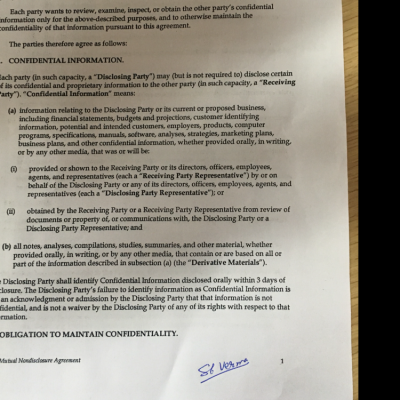 Each party wants to review, examine, inspect, or obtain the other party's confidential
information only for the above-described purposes, and to otherwise maintain the
confidentiality of that information pursuant to this agreement.
The parties therefore agree as follows:
. CONFIDENTIAL INFORMATION.
Each party (in such capacity, a "Disclosing Party") may (but is not required to) disclose certain
of its confidential and proprietary information to the other party (in such capacity, a "Receiving
Party"). "Confidential Information" means:
(a) information relating to the Disclosing Party or its current or proposed business,
including financial statements, budgets and projections, customer identifying
information, potential and intended customers, employers, products, computer
programs, specifications, manuals, software, analyses, strategies, marketing plans,
business plans, and other confidential information, whether provided orally, in writing,
or by any other media, that was or will be:
(i) provided or shown to the Receiving Party or its directors, officers, employees,
agents, and representatives (each a "Receiving Party Representative") by or on
behalf of the Disclosing Party or any of its directors, officers, employees, agents, and
representatives (each a "Disclosing Party Representative"); or
(ii) obtained by the Receiving Party or a Receiving Party Representative from review of
documents or property of, or communications with, the Disclosing Party or a
Disclosing Party Representative; and
(b) all notes, analyses, compilations, studies, summaries, and other material, whether
provided orally, in writing, or by any other media, that contain or are based on all or
part of the information described in subsection (a) (the "Derivative Materials").
Disclosing Party shall identify Confidential Information disclosed orally within 3 days of
closure. The Disclosing Party's failure to identify information as Confidential Information is
an acknowledgment or admission by the Disclosing Party that that information is not
fidential, and is not a waiver by the Disclosing Party of any of its rights with respect to that
rmation.
OBLIGATION TO MAINTAIN CONFIDENTIALITY.
Mutual Nondisclosure Agreement 1
Verma